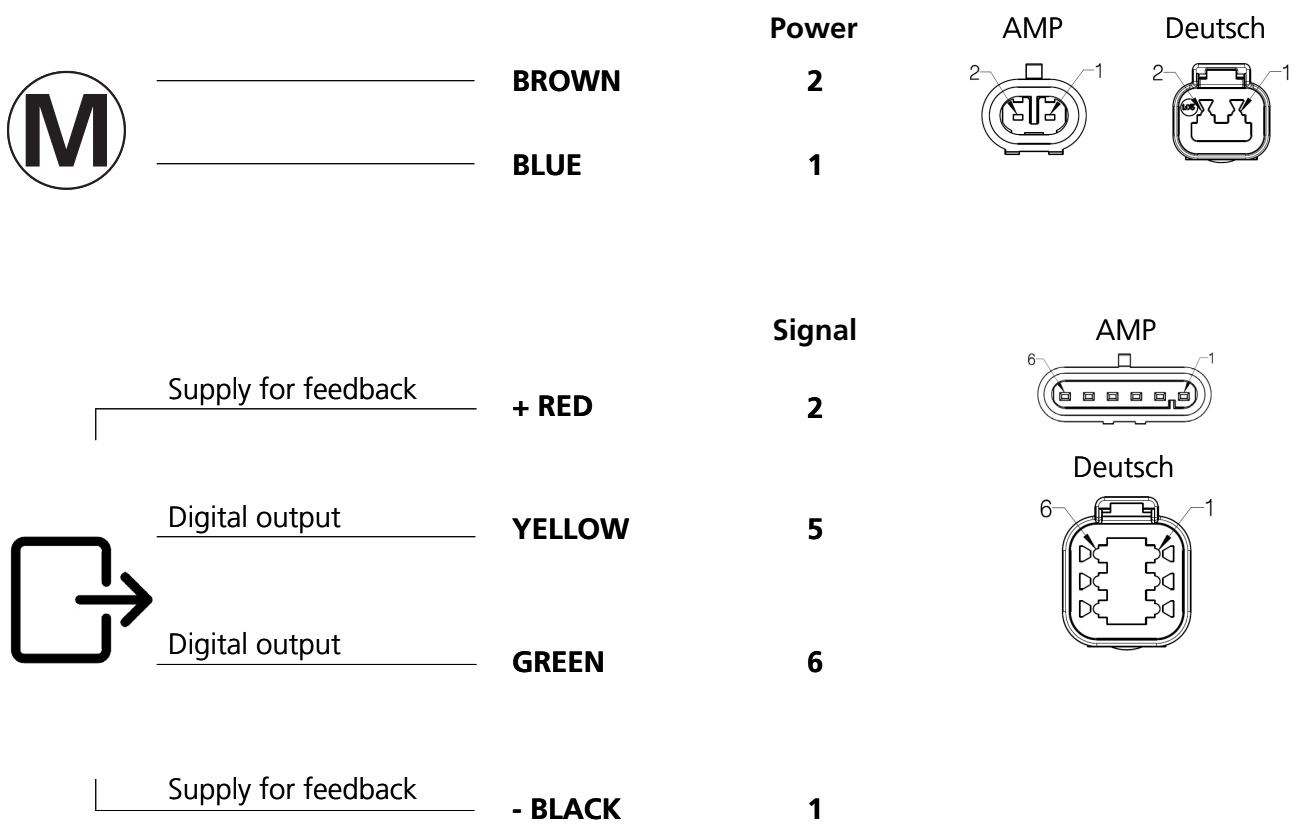 Power AMP Deutsch
M BROWN 2 2 1 2 1
BLUE 1
Signal AMP
6 1
Supply for feedback + RED 2
Deutsch
6 1
Digital output YELLOW 5
Digital output GREEN 6
Supply for feedback - BLACK 1